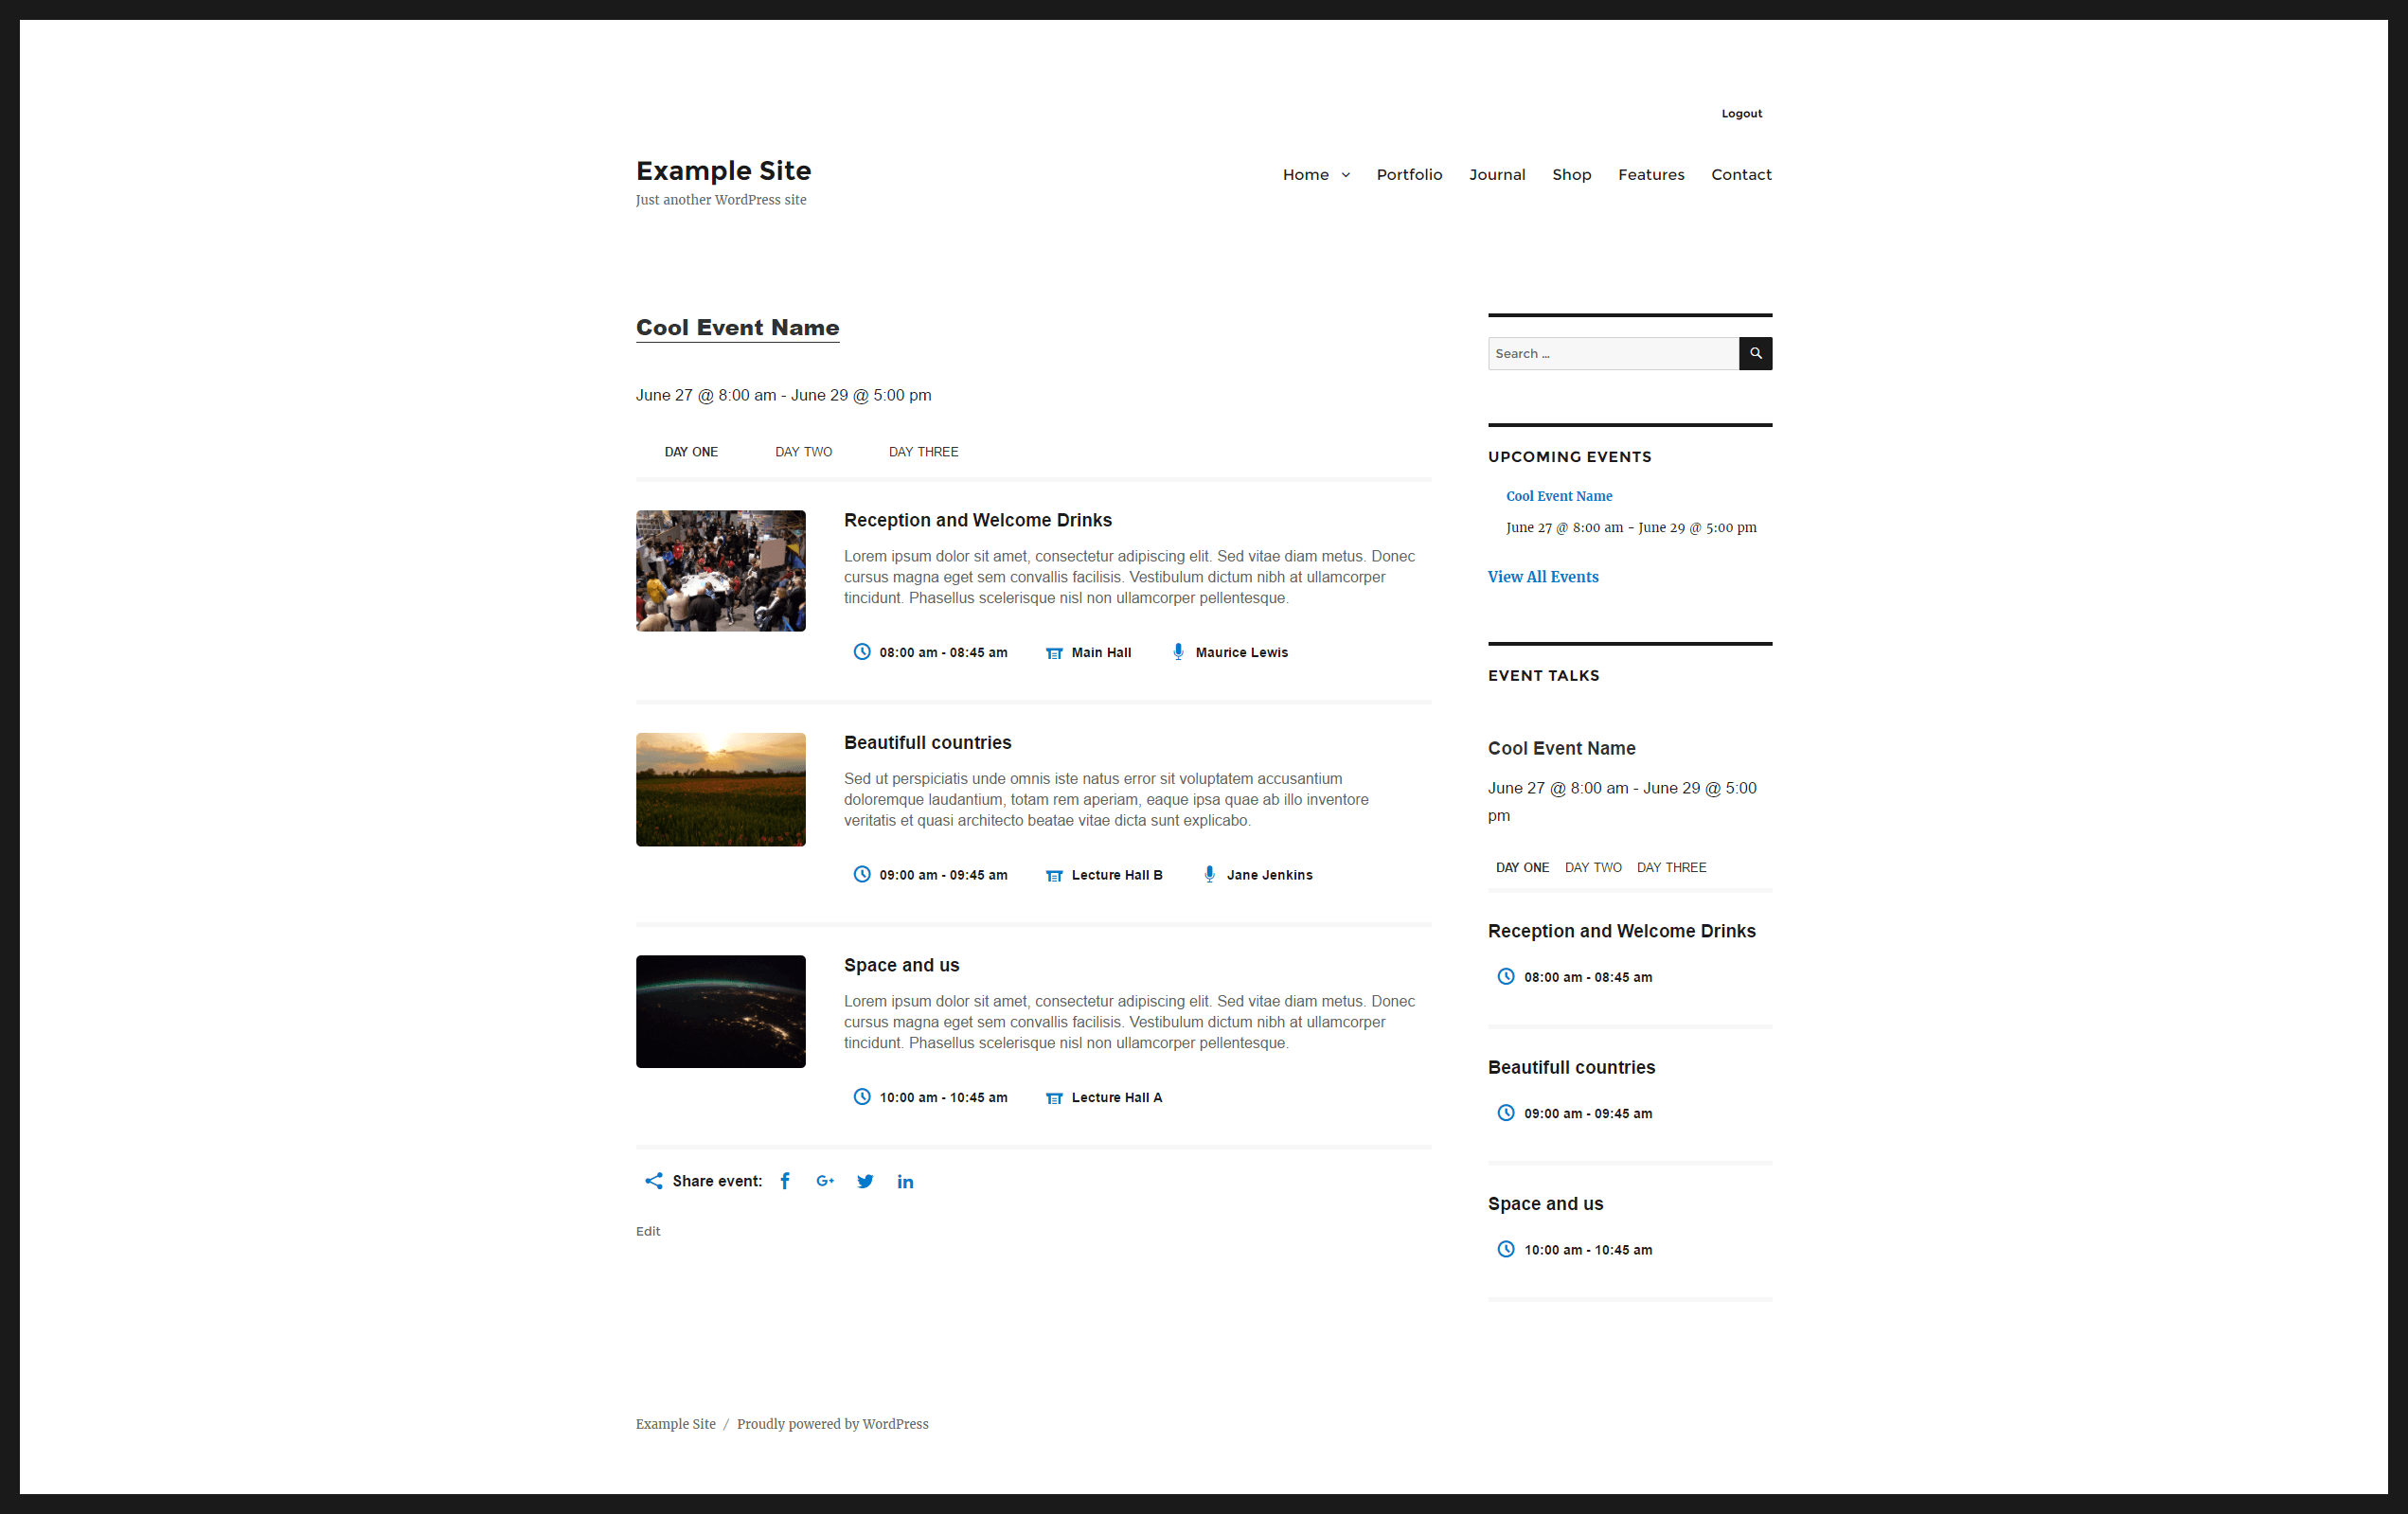 Logout
Example Site
Just another WordPress site
Home
Portfolio
Journal
Shop
Features
Contact
Cool Event Name
June 27 @ 8:00 am - June 29 @ 5:00 pm
DAY ONE
DAY TWO
DAY THREE
Reception and Welcome Drinks
Lorem ipsum dolor sit amet, consectetur adipiscing elit. Sed vitae diam metus. Donec
cursus magna eget sem convallis facilisis. Vestibulum dictum nibh at ullamcorper
tincidunt. Phasellus scelerisque nisl non ullamcorper pellentesque.
08:00 am - 08:45 am
Main Hall
Maurice Lewis
Beautifull countries
Sed ut perspiciatis unde omnis iste natus error sit voluptatem accusantium
doloremque laudantium, totam rem aperiam, eaque ipsa quae ab illo inventore
veritatis et quasi architecto beatae vitae dicta sunt explicabo.
09:00 am - 09:45 am
Lecture Hall B
Jane Jenkins
Space and us
Lorem ipsum dolor sit amet, consectetur adipiscing elit. Sed vitae diam metus. Donec
cursus magna eget sem convallis facilisis. Vestibulum dictum nibh at ullamcorper
tincidunt. Phasellus scelerisque nisl non ullamcorper pellentesque.
10:00 am - 10:45 am
Lecture Hall A
Share event:
Edit
Search ...
UPCOMING EVENTS
Cool Event Name
June 27 @ 8:00 am - June 29 @ 5:00 pm
View All Events
EVENT TALKS
Cool Event Name
June 27 @ 8:00 am - June 29 @ 5:00
pm
DAY ONE
DAY TWO
DAY THREE
Reception and Welcome Drinks
08:00 am - 08:45 am
Beautifull countries
09:00 am - 09:45 am
Space and us
10:00 am - 10:45 am
Example Site / Proudly powered by WordPress